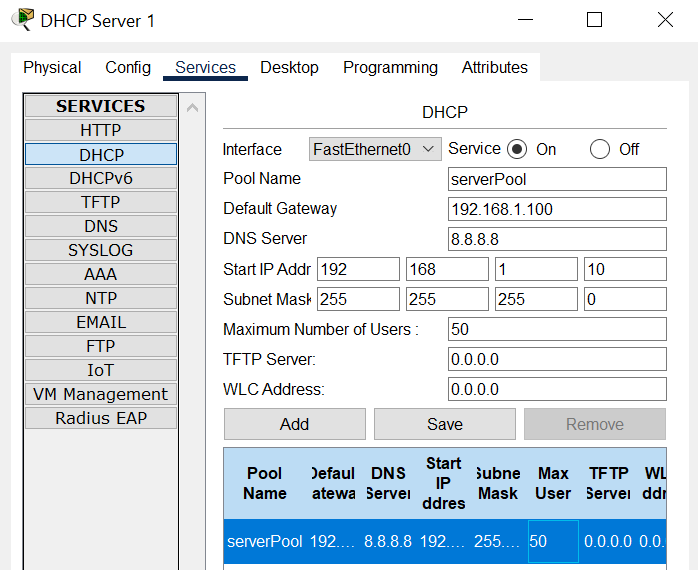 DHCP Server 1
Physical Config Services Desktop Programming Attributes
SERVICES
HTTP
DHCP
DHCPv6
TFTP
DNS
SYSLOG
AAA
NTP
EMAIL
FTP
IoT
VM Management
Radius EAP
DHCP
Interface FastEthernet0 Service On Off
Pool Name serverPool
Default Gateway 192.168.1.100
DNS Server 8.8.8.8
Start IP Addr 192 168 1 10
Subnet Mask 255 255 255 0
Maximum Number of Users : 50
TFTP Server: 0.0.0.0
WLC Address: 0.0.0.0
Add Save Remove
Pool Name Defaul atewa DNS Server Start IP ddres Subne Mask Max User TFTP Server WL ddr
serverPool 192.... 8.8.8.8 192.... 255.... 50 0.0.0.0 0.0.